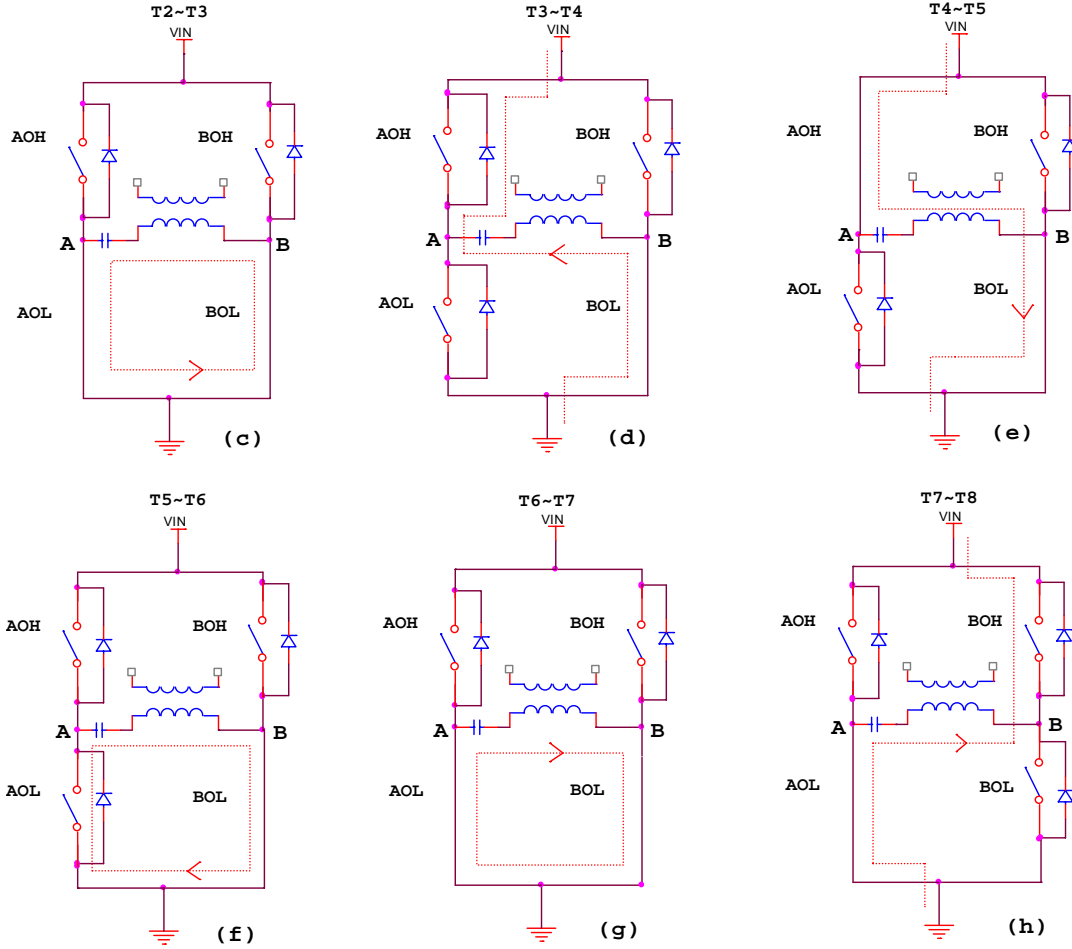 T2~T3
VIN
AOH
BOH
A
B
AOL
BOL
(c)
T3~T4
VIN
AOH
BOH
A
B
AOL
BOL
(d)
T4~T5
VIN
AOH
BOH
A
B
AOL
BOL
(e)
T5~T6
VIN
AOH
BOH
A
B
AOL
BOL
(f)
T6~T7
VIN
AOH
BOH
A
B
AOL
BOL
(g)
T7~T8
VIN
AOH
BOH
A
B
AOL
BOL
(h)